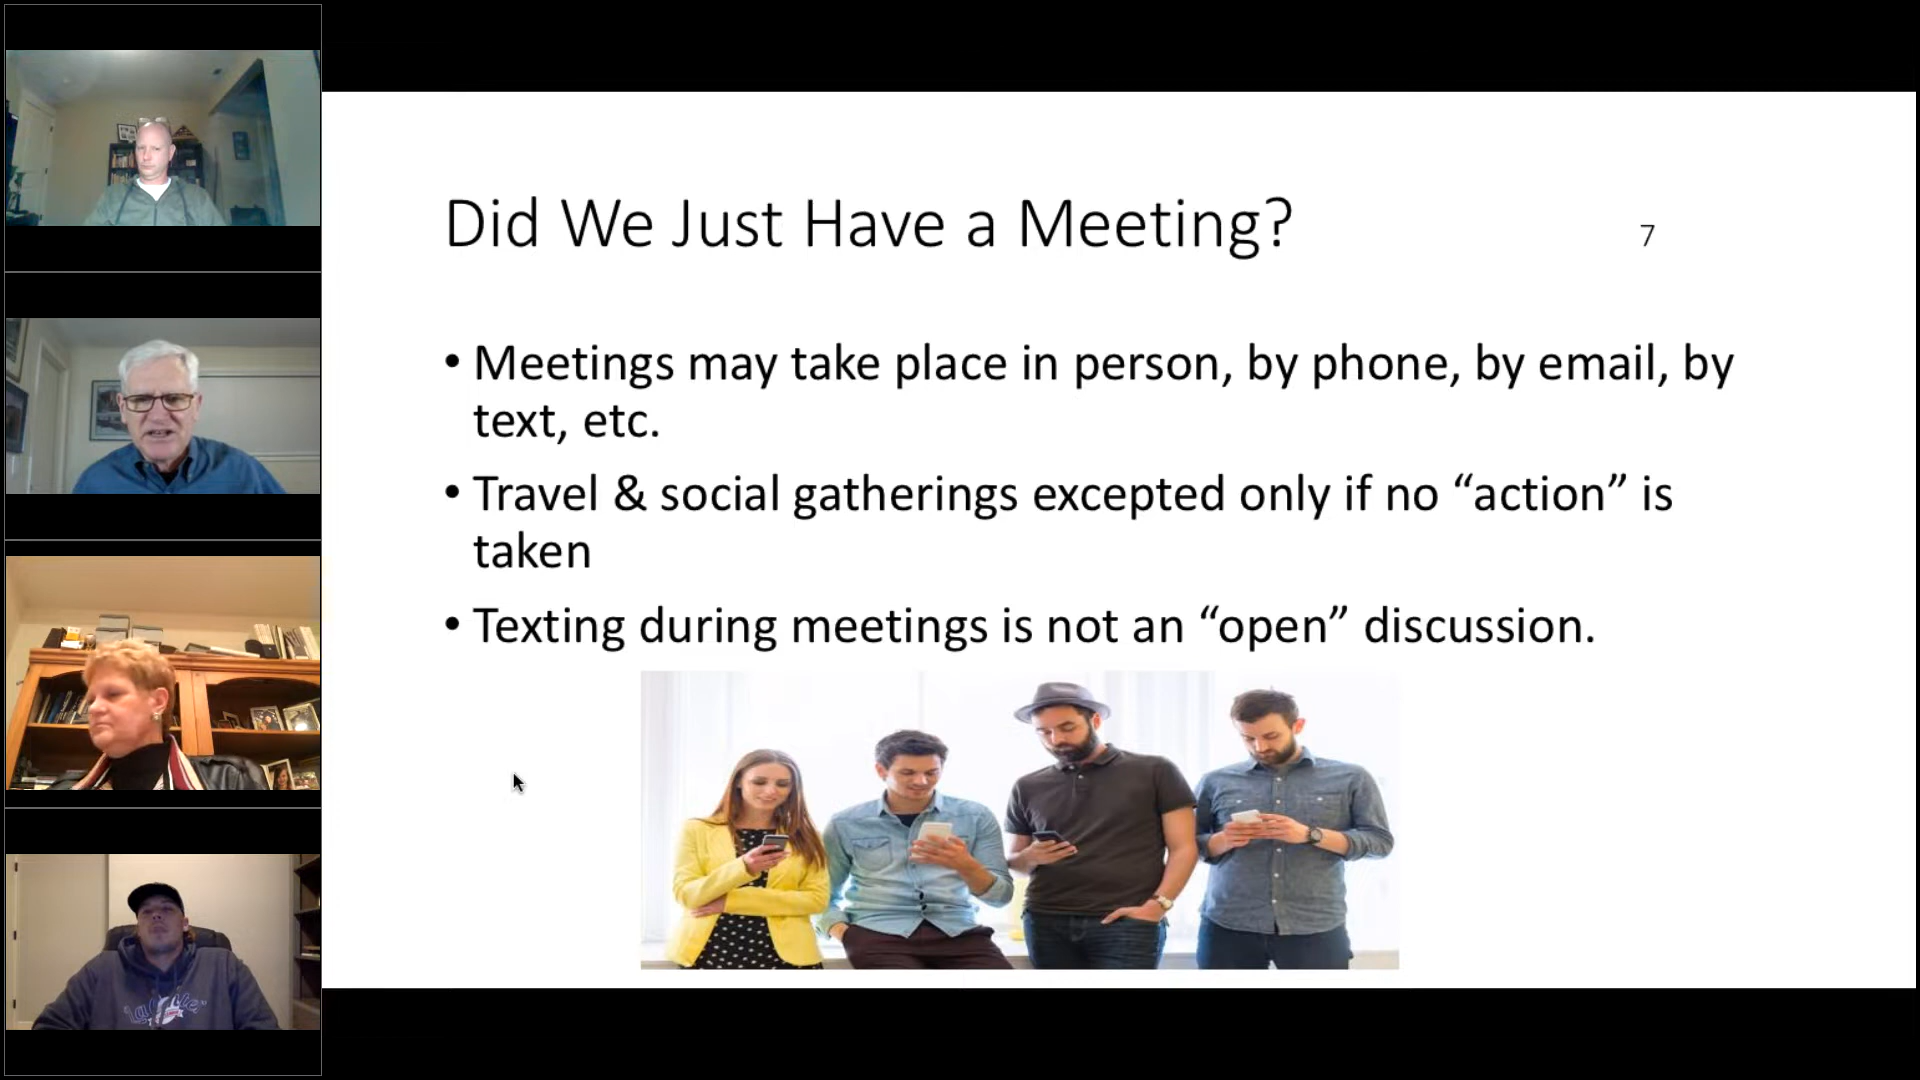 Did We Just Have a Meeting?
7
• Meetings may take place in person, by phone, by email, by
text, etc.
• Travel & social gatherings excepted only if no “action” is
taken
• Texting during meetings is not an “open” discussion.